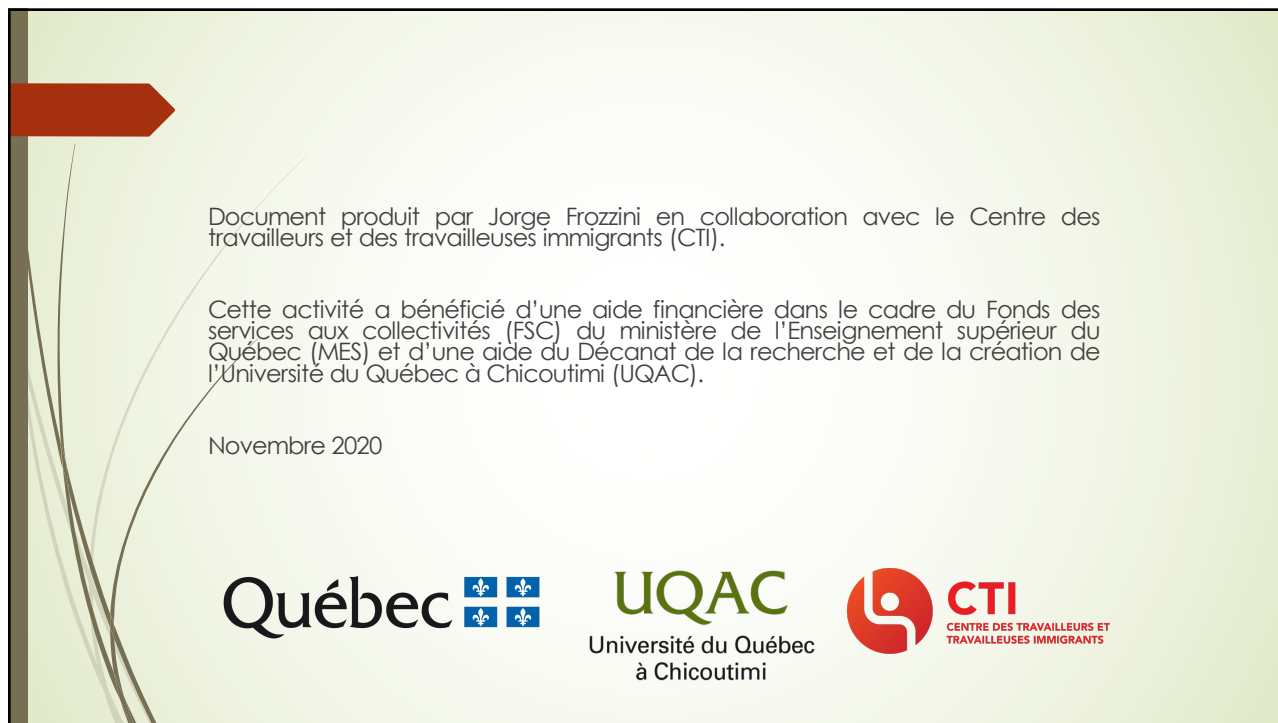 Document produit par Jorge Frozzini en collaboration avec le Centre des
travailleurs et des travailleuses immigrants (CTI).
Cette activité a bénéficié d’une aide financière dans le cadre du Fonds des
services aux collectivités (FSC) du ministère de l’Enseignement supérieur du
Québec (MES) et d’une aide du Décanat de la recherche et de la création de
l’Université du Québec à Chicoutimi (UQAC).
Novembre 2020
Québec
UQAC
Université du Québec
à Chicoutimi
CTI
CENTRE DES TRAVAILLEURS ET
TRAVAILLEUSES IMMIGRANTS